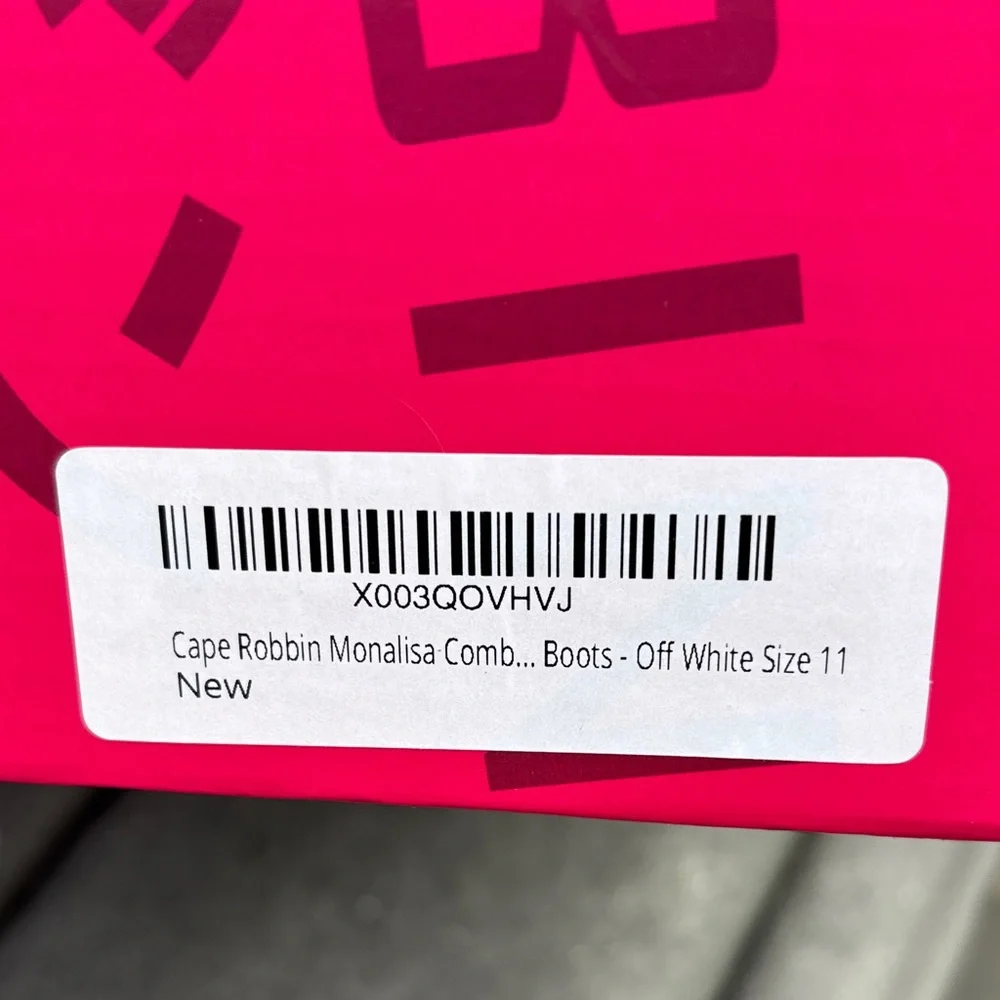 X003QOVHVJ
Cape Robbin Monalisa Comb... Boots - Off White Size 11
New